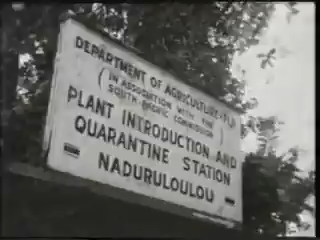 DEPARTMENT OF AGRICULTURE-FIJI
(IN ASSOCIATION WITH THE
SOUTH PACIFIC COMMISSION)
PLANT INTRODUCTION AND
QUARANTINE STATION
NADURULOULOU